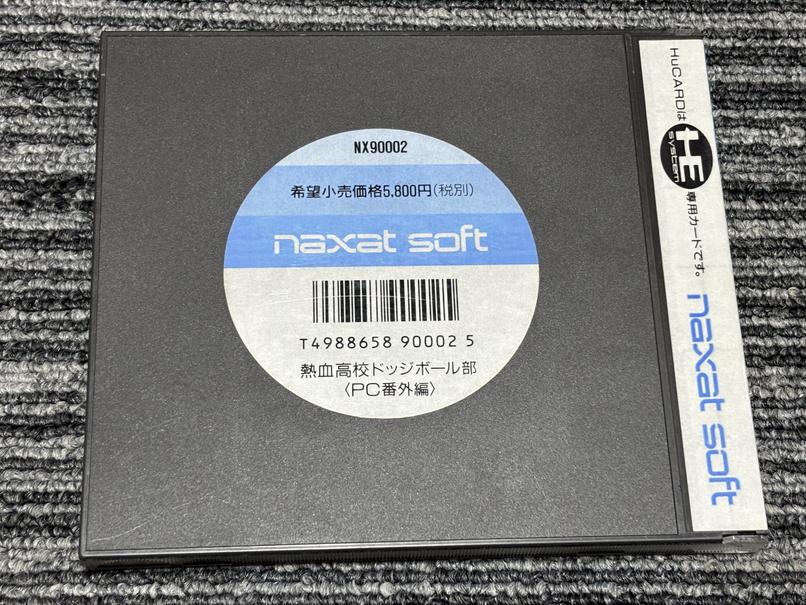 NX90002
希望小売価格5,800円(税別)
naxat soft
T4988658 90002 5
熱血高校ドッジボール部
〈PC番外編〉
HuCARDは HE SYSTEM 専用カードです。
naxat soft